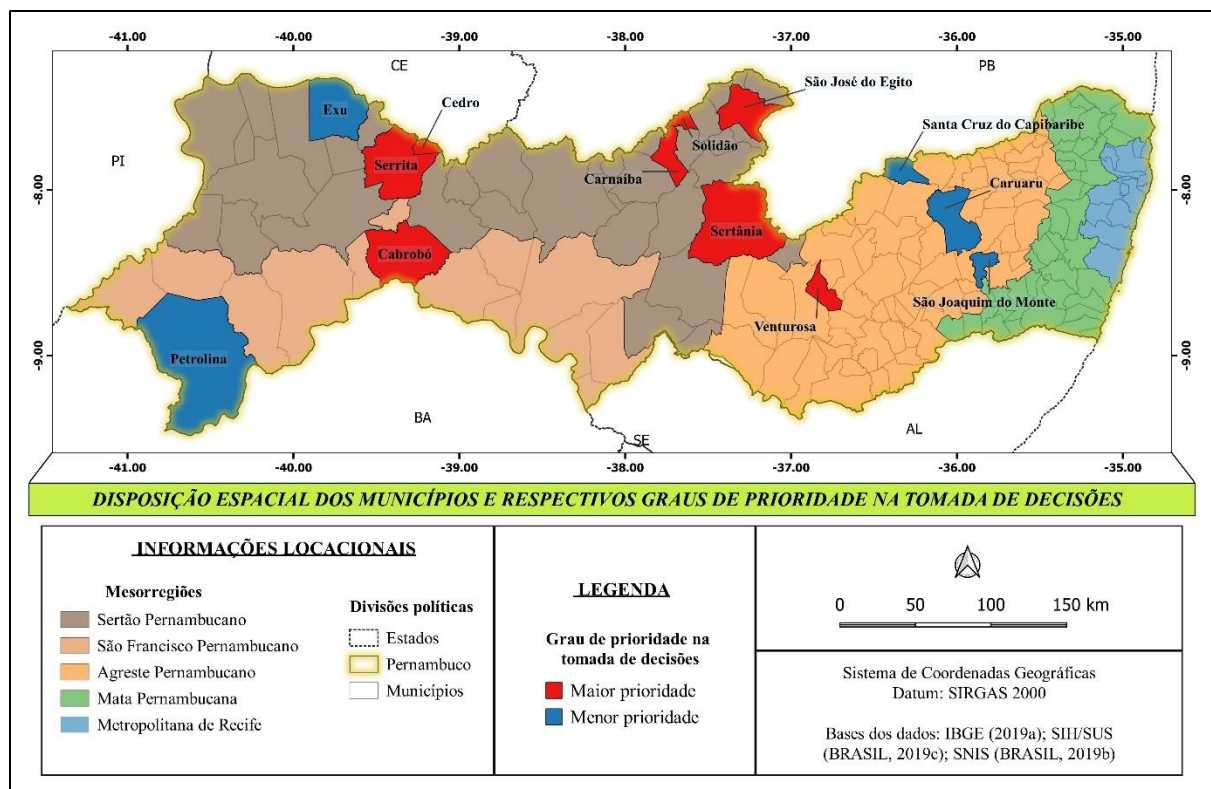 -41.00 -40.00 -39.00 -38.00 -37.00 -36.00 -35.00
CE
PB
PI
São José do Egito
Cedro
Exu
Santa Cruz do Capibaribe
Solidão
Serrita
Carnaíba
Caruaru
-8.00 -8.00
Sertânia
Cabrobó
São Joaquim do Monte
Venturosa
Petrolina
-9.00 -9.00
BA
AL
SE
-41.00 -40.00 -39.00 -38.00 -37.00 -36.00 -35.00
DISPOSIÇÃO ESPACIAL DOS MUNICÍPIOS E RESPECTIVOS GRAUS DE PRIORIDADE NA TOMADA DE DECISÕES
INFORMAÇÕES LOCACIONAIS
Mesorregiões
Sertão Pernambucano
São Francisco Pernambucano
Agreste Pernambucano
Mata Pernambucana
Metropolitana de Recife
Divisões políticas
Estados
Pernambuco
Municípios
LEGENDA
Grau de prioridade na
tomada de decisões
Maior prioridade
Menor prioridade
0 50 100 150 km
Sistema de Coordenadas Geográficas
Datum: SIRGAS 2000
Bases dos dados: IBGE (2019a); SIH/SUS
(BRASIL, 2019c); SNIS (BRASIL, 2019b)